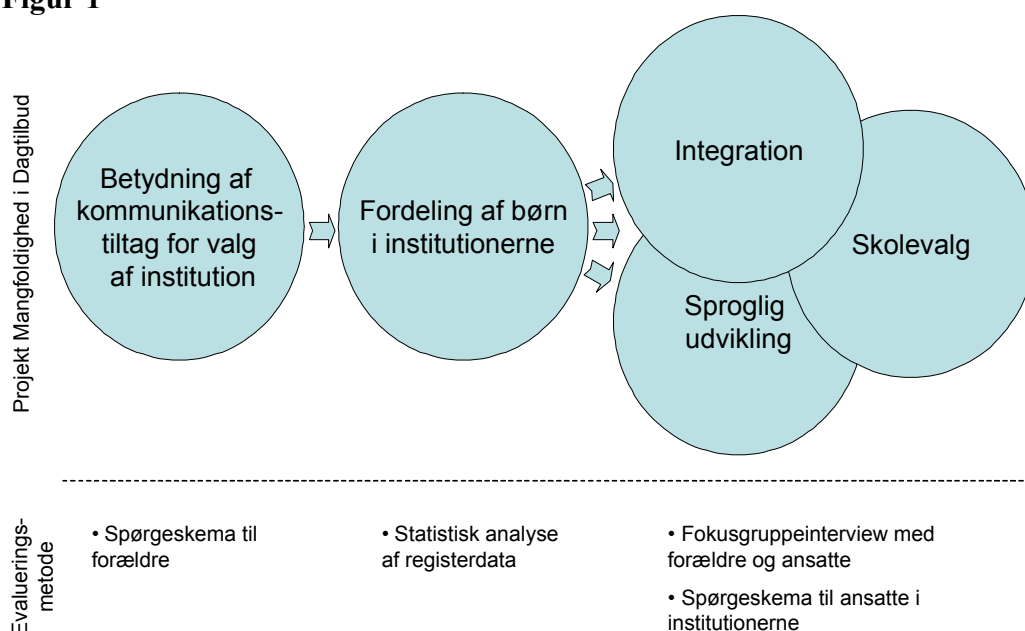 Figur 1
Projekt Mangfoldighed i Dagtilbud
Betydning af
kommunikations-
tiltag for valg
af institution
Fordeling af børn
i institutionerne
Integration
Skolevalg
Sproglig
udvikling
Evaluerings-
metode
• Spørgeskema til
forældre
• Statistisk analyse
af registerdata
• Fokusgruppeinterview med
forældre og ansatte
• Spørgeskema til ansatte i
institutionerne